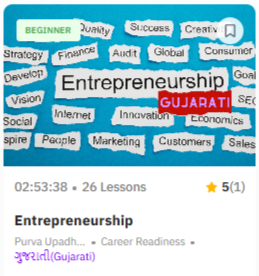 BEGINNER
Quality
Success
Strategy
Finance
Audit
Global
Consumer
Develop
Entrepreneurship
Goal
Vision
GUJARATI
SE
Social
Internet
Innovation
Economics
spire
People
Marketing
Customers
Sales
02:53:38 • 26 Lessons
5(1)
Entrepreneurship
Purva Upadh... • Career Readiness •
ગુજરાતી(Gujarati)